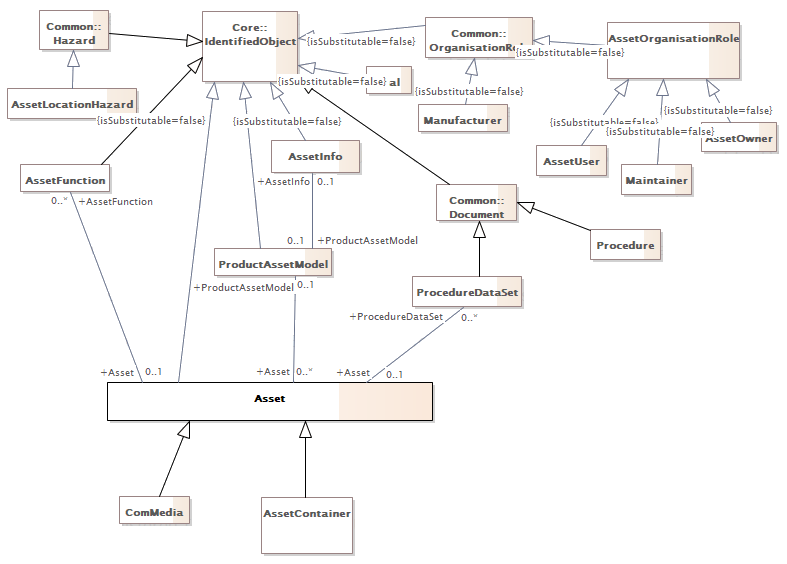 Common::
Hazard
Core::
IdentifiedObject
Common::
OrganisationRole
AssetOrganisationRole
{isSubstitutable=false}
{isSubstitutable=false}
{isSubstitutable=false}
al
{isSubstitutable=false}
AssetLocationHazard
{isSubstitutable=false}
{isSubstitutable=false}
Manufacturer
{isSubstitutable=false}
{isSubstitutable=false}
{isSubstitutable=false}
AssetOwner
AssetInfo
AssetUser
AssetFunction
+AssetInfo
0..1
Maintainer
0..*
+AssetFunction
Common::
Document
0..1
+ProductAssetModel
Procedure
ProductAssetModel
+ProductAssetModel
0..1
ProcedureDataSet
+ProcedureDataSet
0..*
+Asset
0..1
+Asset
0..*
+Asset
0..1
Asset
ComMedia
AssetContainer